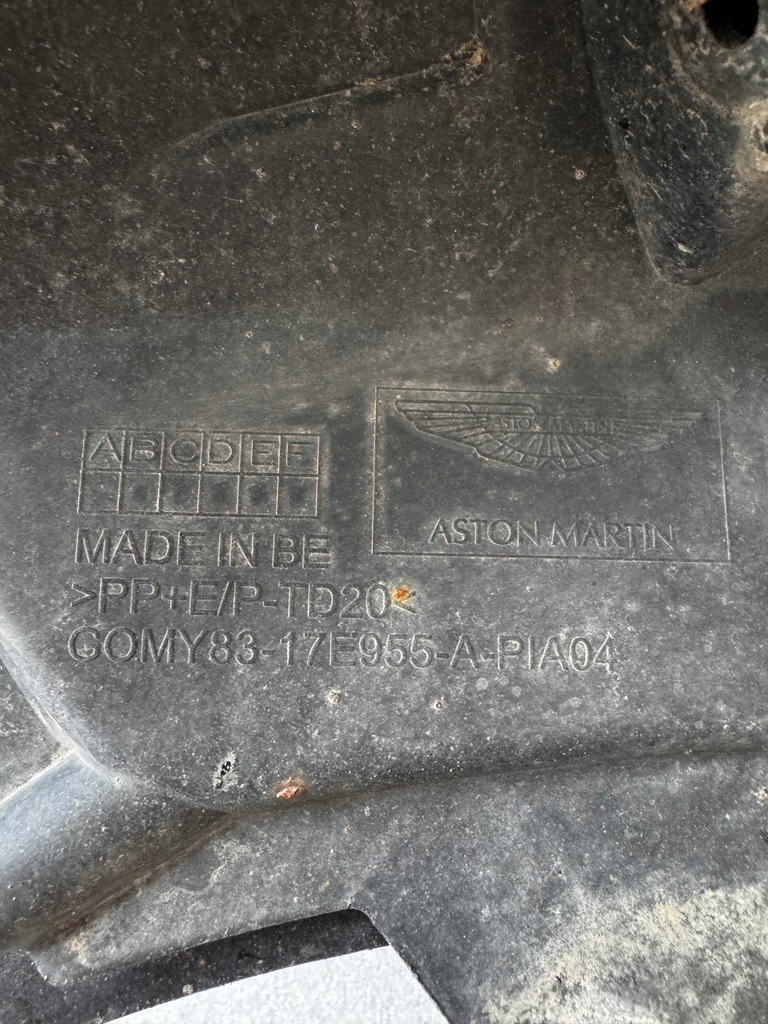 ASTON MARTIN
ABCDEF
ASTON MARTIN
MADE IN BE
>PP+E/P-TD20<
GOMY83-17E955-A-PIA04